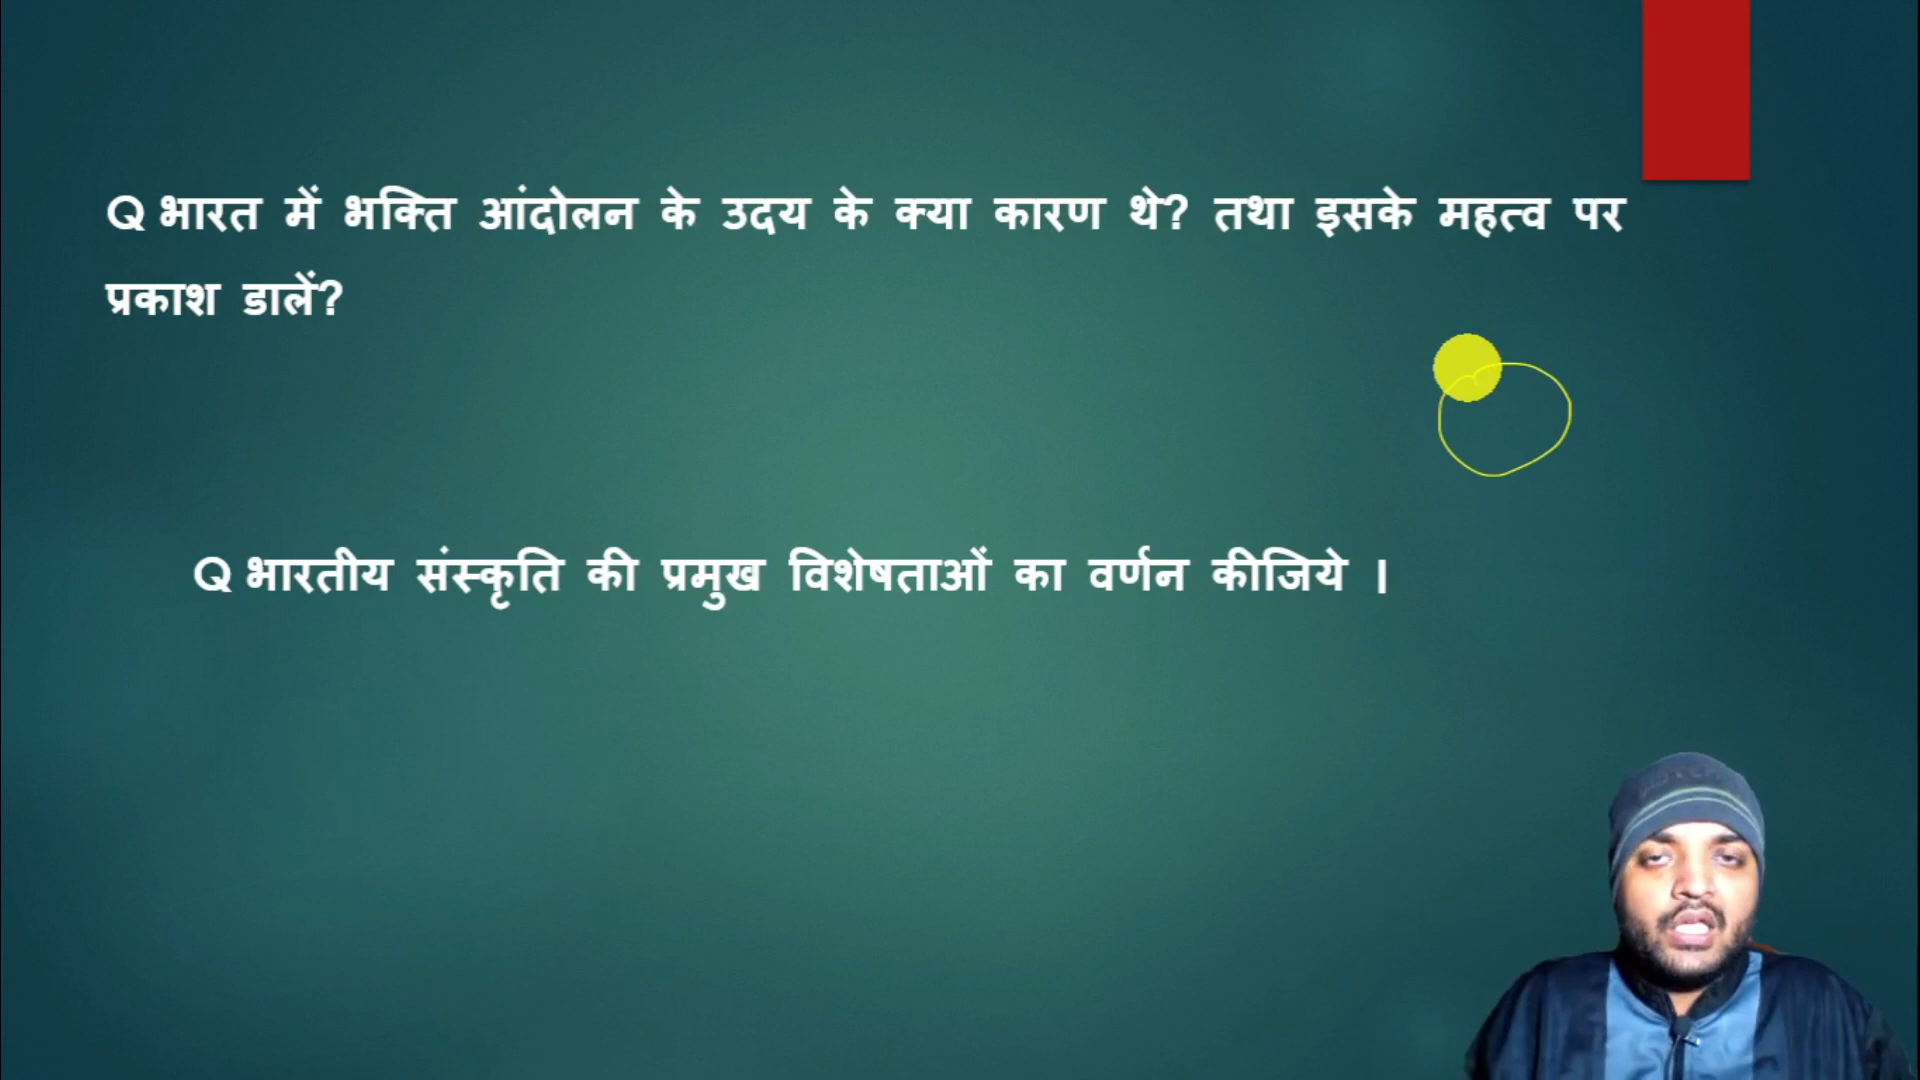 Q भारत में भक्ति आंदोलन के उदय के क्या कारण थे? तथा इसके महत्व पर
प्रकाश डालें?
Q भारतीय संस्कृति की प्रमुख विशेषताओं का वर्णन कीजिये ।